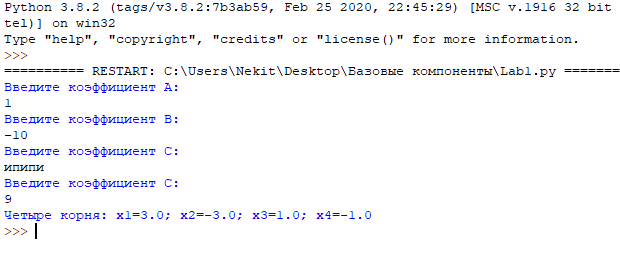 Python 3.8.2 (tags/v3.8.2:7b3ab59, Feb 25 2020, 22:45:29) [MSC v.1916 32 bit (In
tel)] on win32
Type "help", "copyright", "credits" or "license()" for more information.
>>>
========== RESTART: C:\Users\Nekit\Desktop\Базовые компоненты\Lab1.py =======
Введите коэффициент A:
1
Введите коэффициент B:
-10
Введите коэффициент C:
ипипи
Введите коэффициент C:
9
Четыре корня: x1=3.0; x2=-3.0; x3=1.0; x4=-1.0
>>>